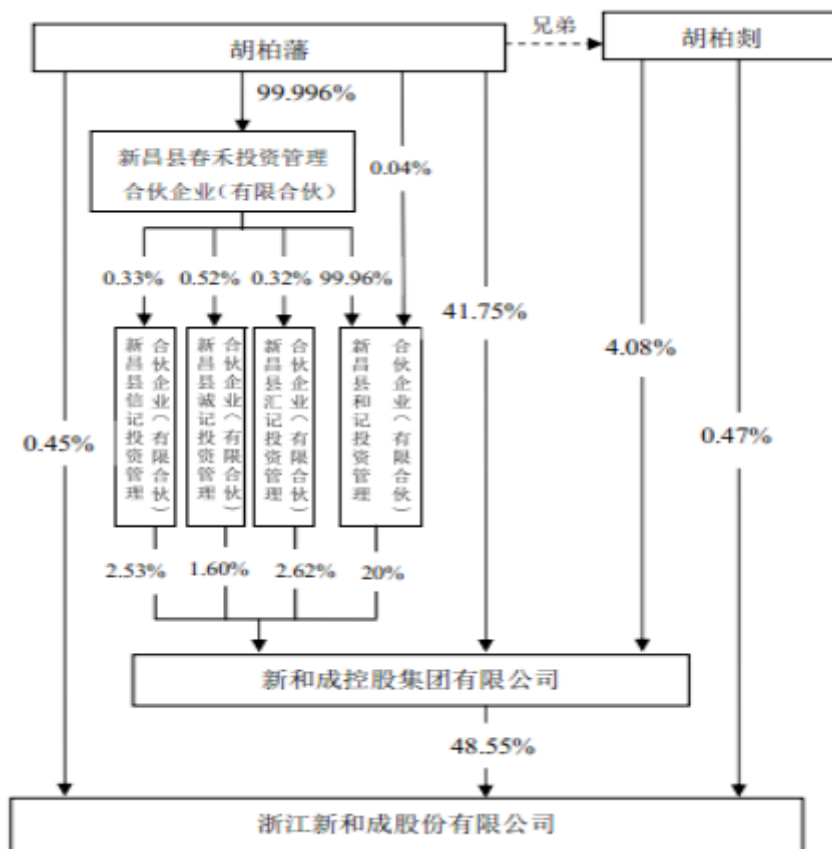 兄弟
胡柏藩
胡柏剡
99.996%
新昌县春禾投资管理
合伙企业(有限合伙)
0.04%
0.33%
0.52%
0.32%
99.96%
41.75%
4.08%
新昌县信记投资管理
合伙企业(有限合伙)
新昌县诚记投资管理
合伙企业(有限合伙)
新昌县汇记投资管理
合伙企业(有限合伙)
新昌县和记投资管理
合伙企业(有限合伙)
0.45%
0.47%
2.53%
1.60%
2.62%
20%
新和成控股集团有限公司
48.55%
浙江新和成股份有限公司